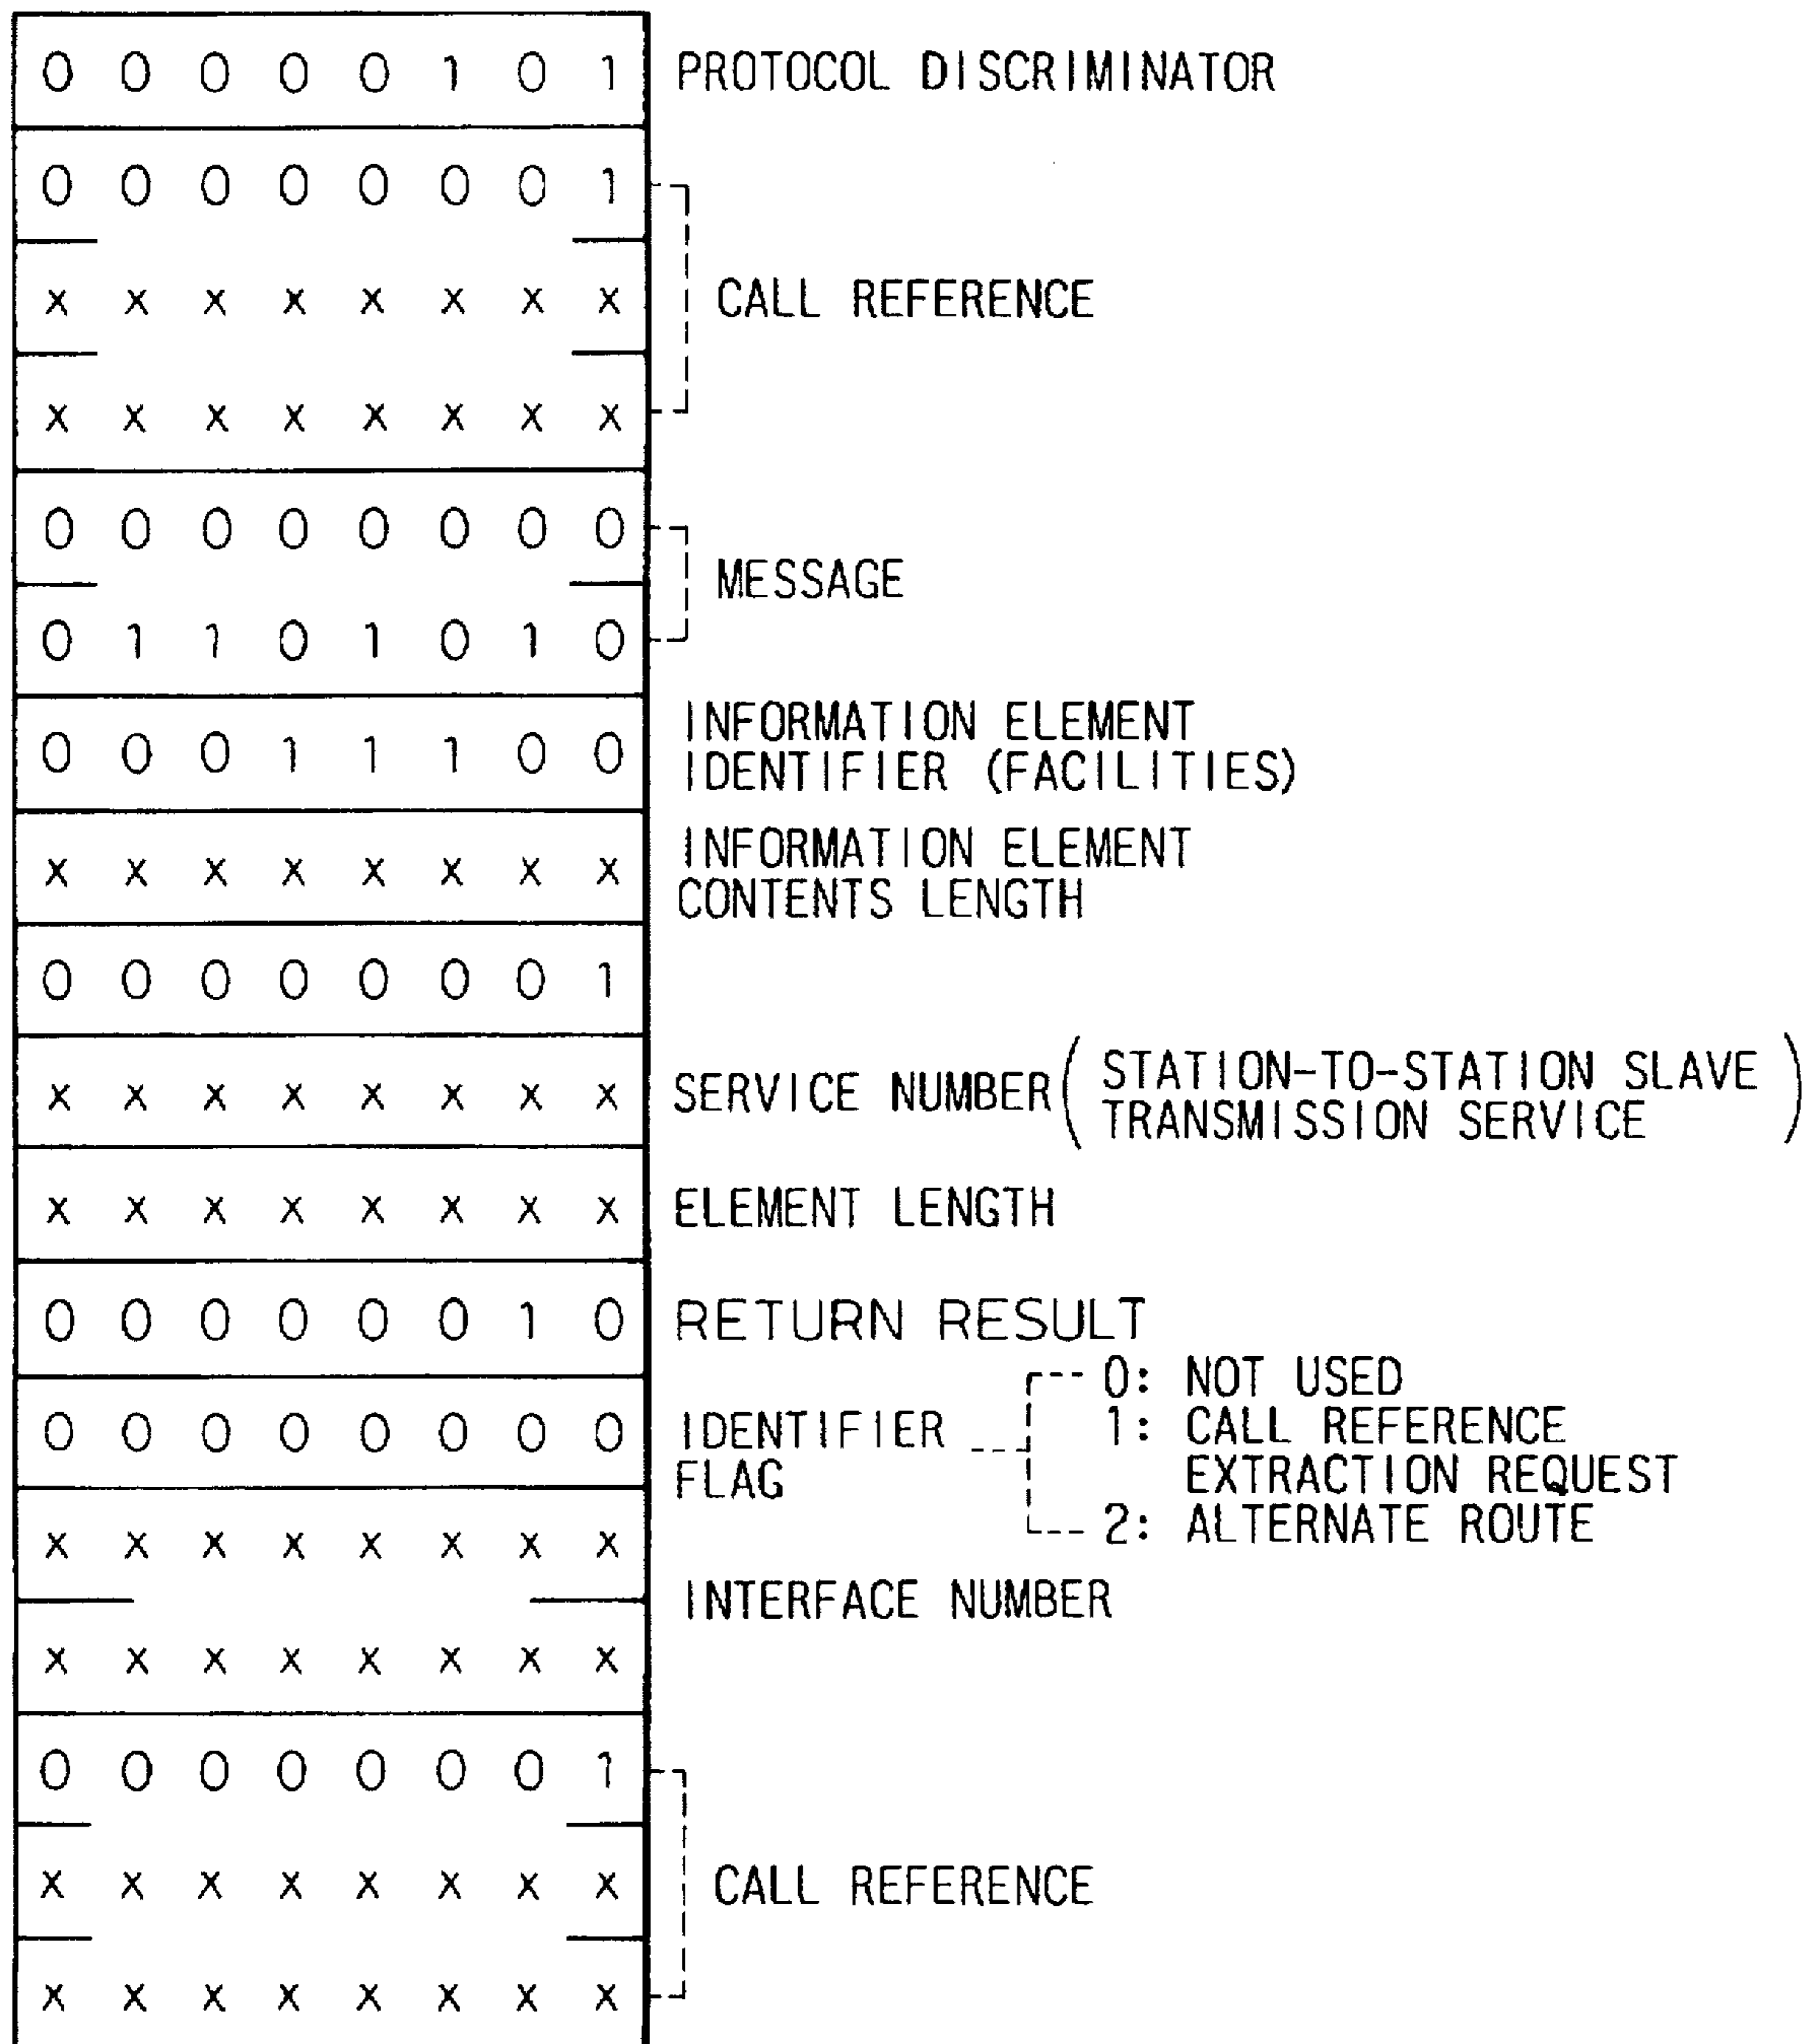 0 0 0 0 0 1 0 1 PROTOCOL DISCRIMINATOR
0 0 0 0 0 0 0 1
x x x x x x x x CALL REFERENCE
x x x x x x x x
0 0 0 0 0 0 0 0
MESSAGE
0 1 1 0 1 0 1 0
0 0 0 1 1 1 0 0 INFORMATION ELEMENT
IDENTIFIER (FACILITIES)
x x x x x x x x INFORMATION ELEMENT
CONTENTS LENGTH
0 0 0 0 0 0 0 1
x x x x x x x x SERVICE NUMBER ( STATION-TO-STATION SLAVE
TRANSMISSION SERVICE )
x x x x x x x x ELEMENT LENGTH
0 0 0 0 0 0 1 0 RETURN RESULT
0 0 0 0 0 0 0 0 IDENTIFIER
FLAG
0: NOT USED
1: CALL REFERENCE
EXTRACTION REQUEST
2: ALTERNATE ROUTE
x x x x x x x x
INTERFACE NUMBER
x x x x x x x x
0 0 0 0 0 0 0 1
x x x x x x x x CALL REFERENCE
x x x x x x x x